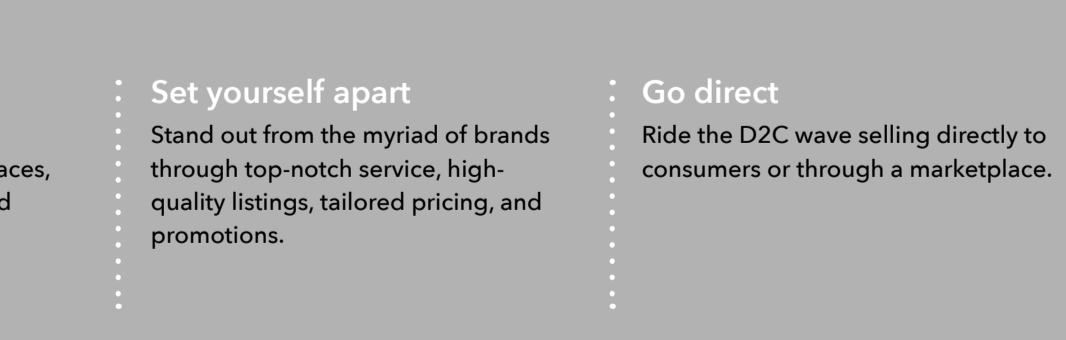 aces,
d
Set yourself apart
Stand out from the myriad of brands
through top-notch service, high-
quality listings, tailored pricing, and
promotions.
Go direct
Ride the D2C wave selling directly to
consumers or through a marketplace.